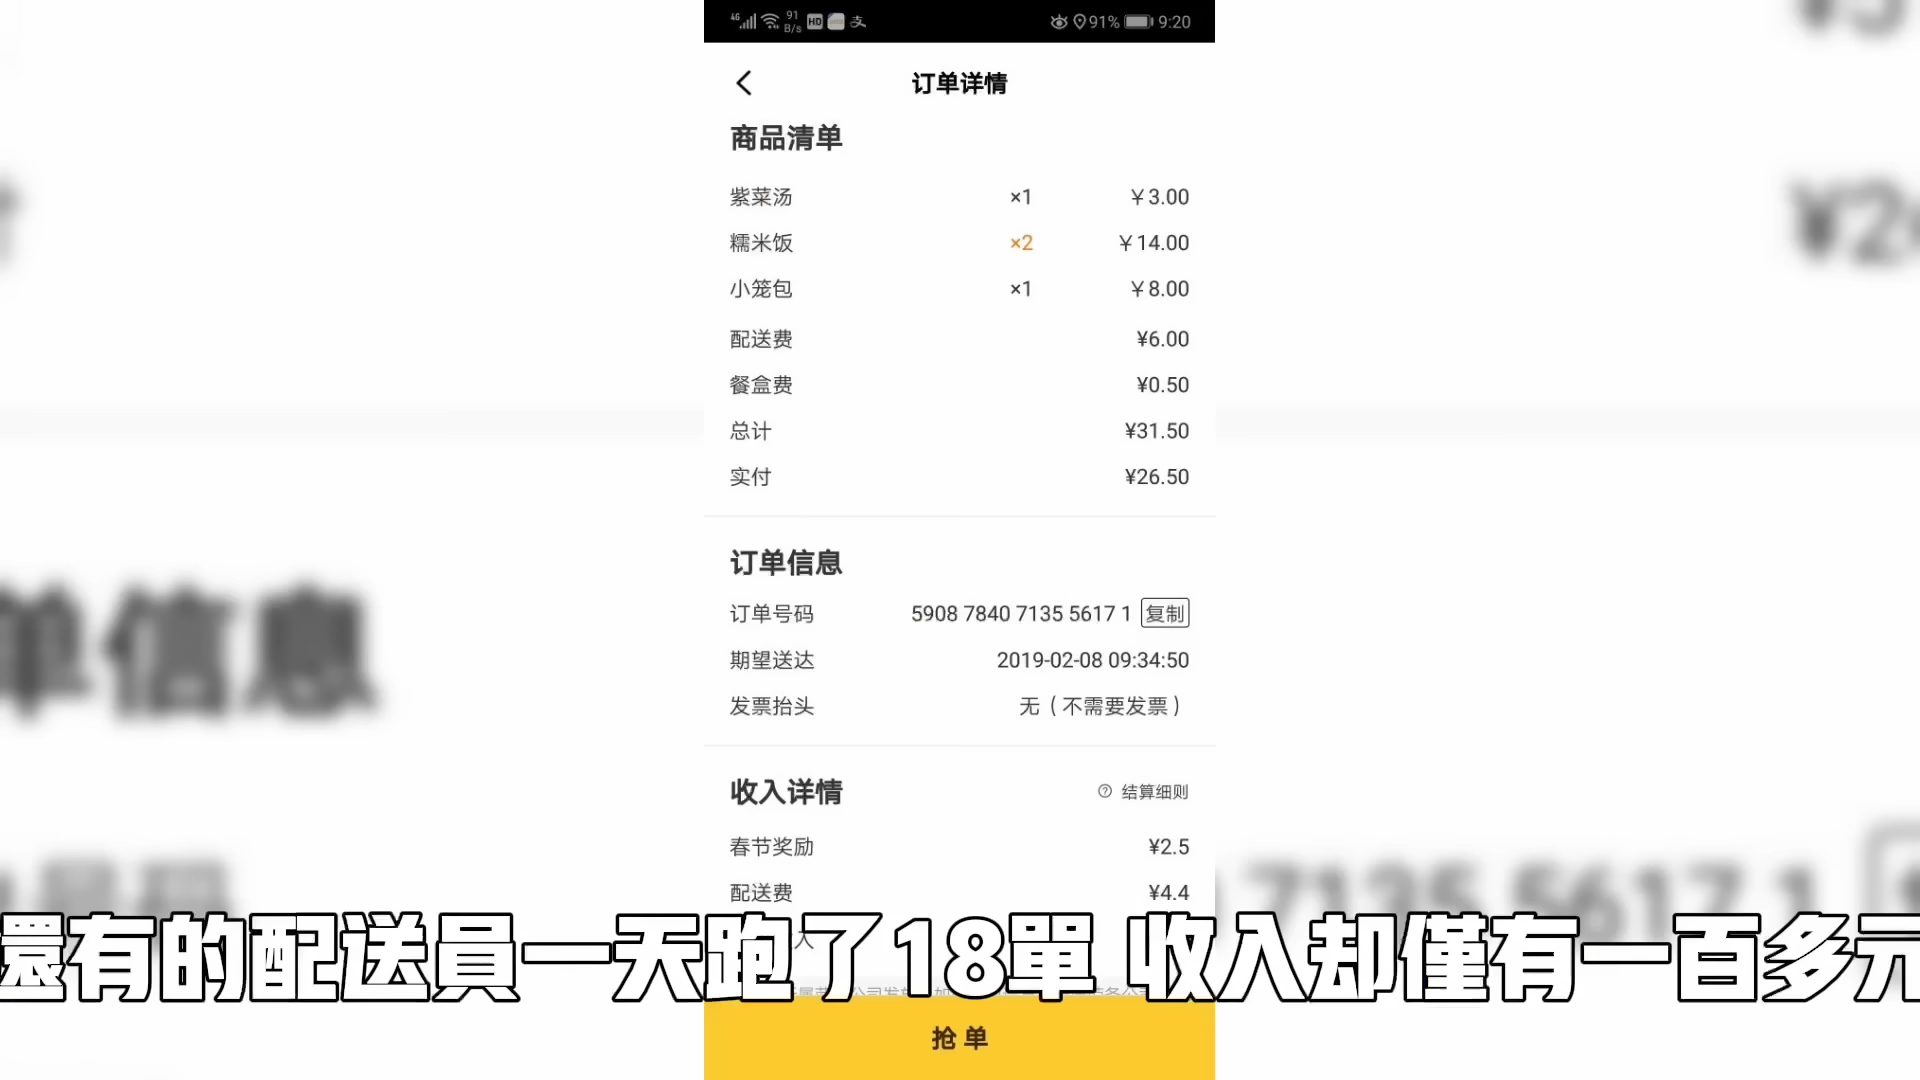 4G 91 B/s HD 支 91% 9:20
订单详情
商品清单
紫菜汤 ×1 ￥3.00
糯米饭 ×2 ￥14.00
小笼包 ×1 ￥8.00
配送费 ¥6.00
餐盒费 ¥0.50
总计 ¥31.50
实付 ¥26.50
订单信息
订单号码 5908 7840 7135 5617 1 复制
期望送达 2019-02-08 09:34:50
发票抬头 无（不需要发票）
收入详情 结算细则
春节奖励 ¥2.5
配送费 ¥4.4
還有的配送員一天跑了18單 收入却僅有一百多元
抢单